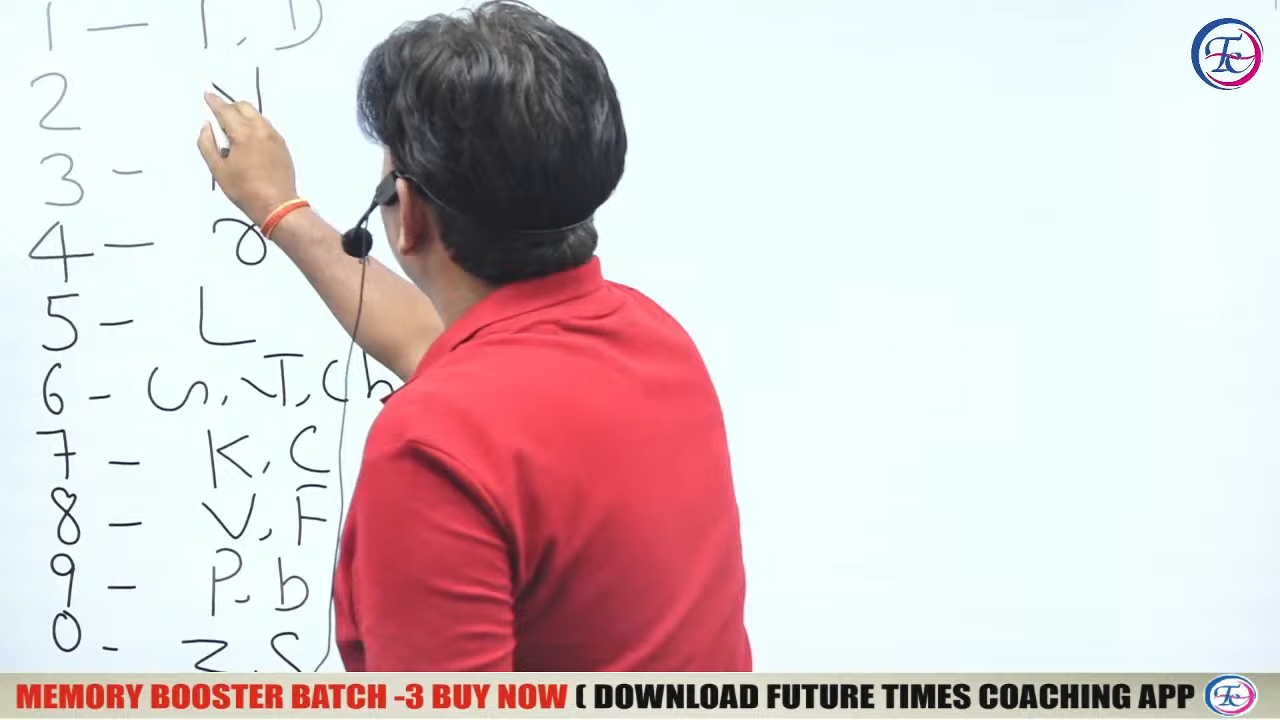 1 — T, D
2 N
3 -
4 — r
5 - L
6 - G, J, Ch
7 - K, C
8 - V, F
9 - P, b
0 - Z, S
MEMORY BOOSTER BATCH -3 BUY NOW ( DOWNLOAD FUTURE TIMES COACHING APP